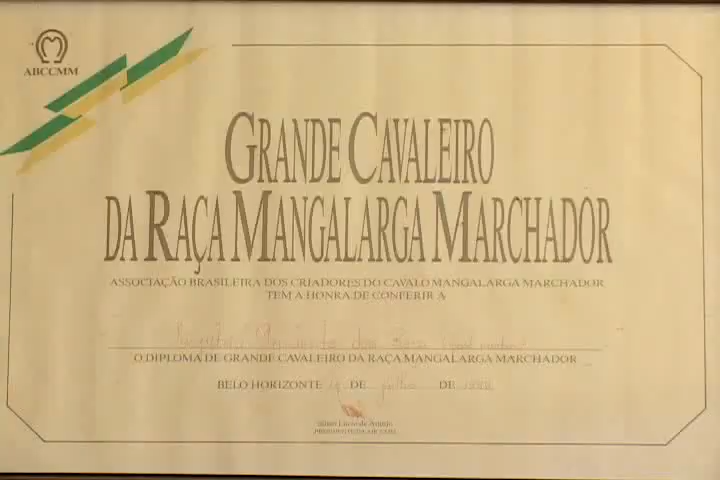 ABCCMM
GRANDE CAVALEIRO
DA RAÇA MANGALARGA MARCHADOR
ASSOCIAÇÃO BRASILEIRA DOS CRIADORES DO CAVALO MANGALARGA MARCHADOR
TEM A HONRA DE CONFERIR A
O DIPLOMA DE GRANDE CAVALEIRO DA RAÇA MANGALARGA MARCHADOR
BELO HORIZONTE DE julho DE